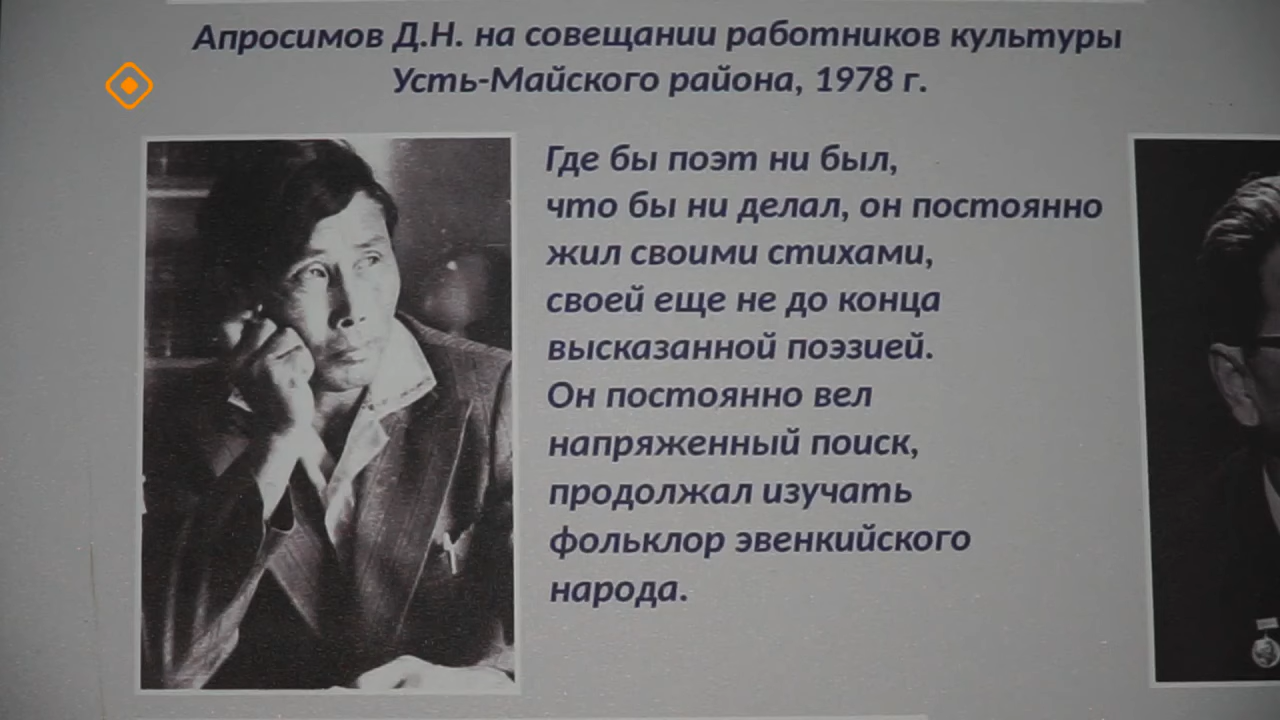 Апросимов Д.Н. на совещании работников культуры
Усть-Майского района, 1978 г.
Где бы поэт ни был,
что бы ни делал, он постоянно
жил своими стихами,
своей еще не до конца
высказанной поэзией.
Он постоянно вел
напряженный поиск,
продолжал изучать
фольклор эвенкийского
народа.